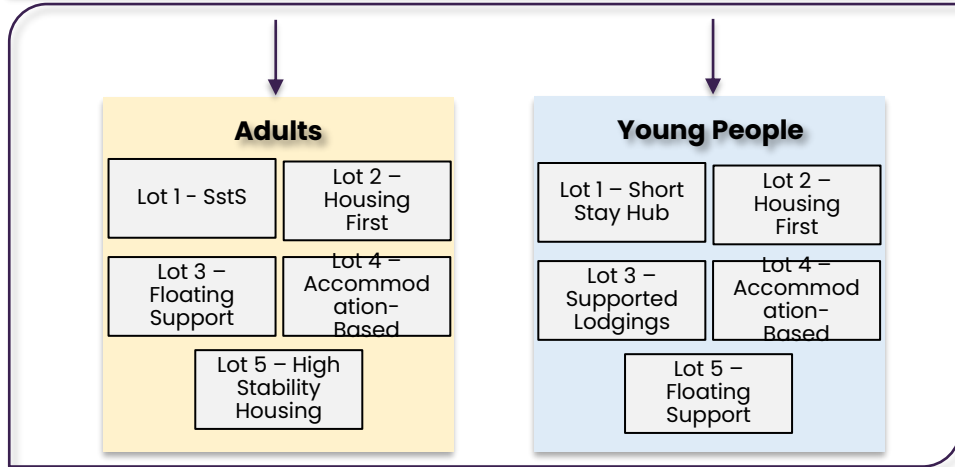 Adults
Lot 1 - SstS
Lot 2 –
Housing
First
Lot 3 –
Floating
Support
Lot 4 –
Accommod
ation-
Based
Lot 5 – High
Stability
Housing
Young People
Lot 1 – Short
Stay Hub
Lot 2 –
Housing
First
Lot 3 –
Supported
Lodgings
Lot 4 –
Accommod
ation-
Based
Lot 5 –
Floating
Support